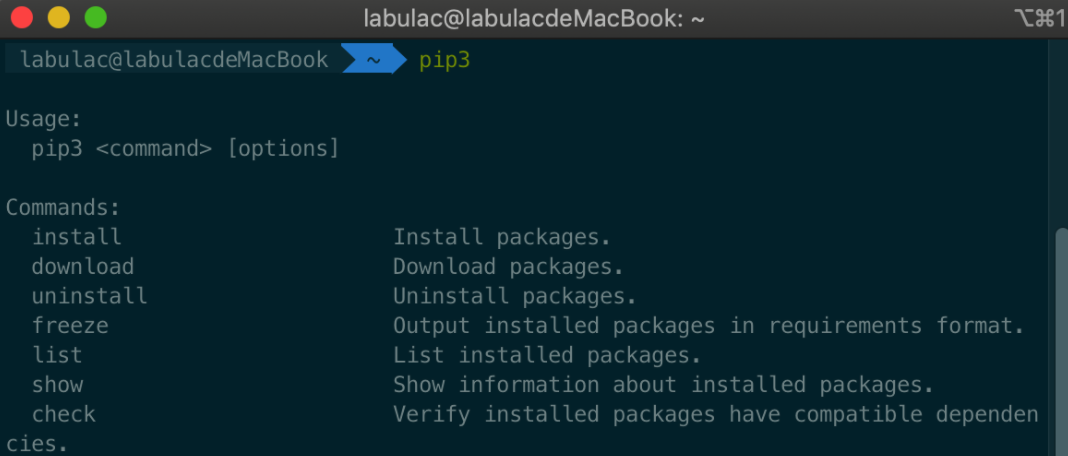 labulac@labulacdeMacBook: ~
⌥⌘1
labulac@labulacdeMacBook ~ pip3
Usage:
pip3 <command> [options]
Commands:
install Install packages.
download Download packages.
uninstall Uninstall packages.
freeze Output installed packages in requirements format.
list List installed packages.
show Show information about installed packages.
check Verify installed packages have compatible dependen
cies.